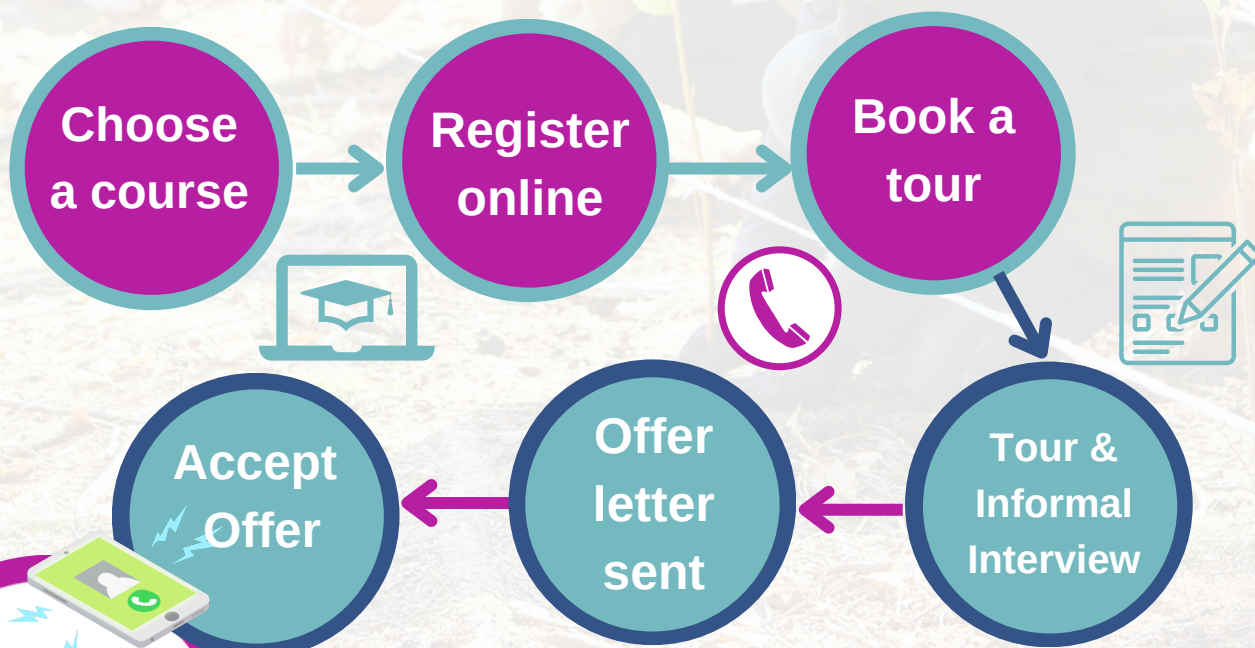 Choose
a course
Register
online
Book a
tour
Tour &
Informal
Interview
Offer
letter
sent
Accept
Offer